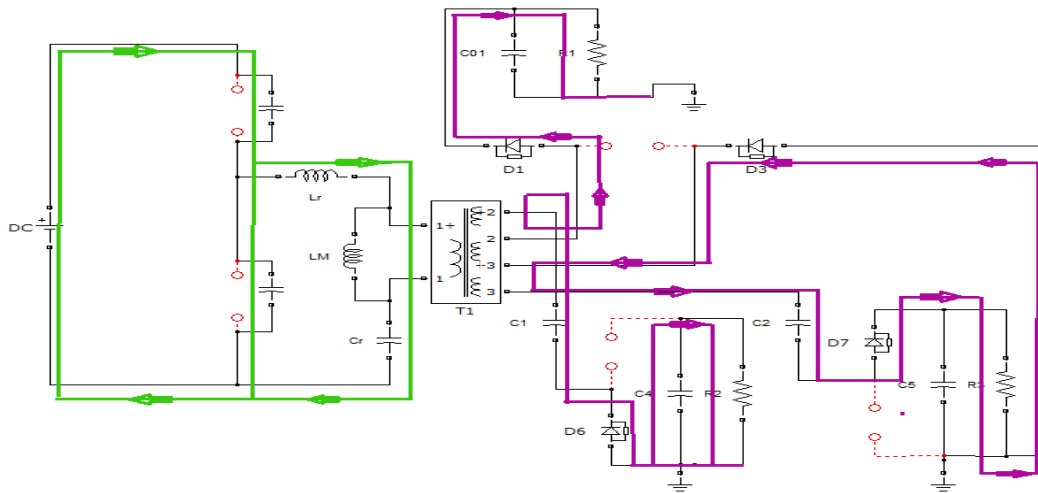 C01
R1
D1
D3
Lr
DC
+
LM
1+
1
+2
2
+3
3
T1
Cr
C1
C2
D7
C4
R2
C5
R3
D6